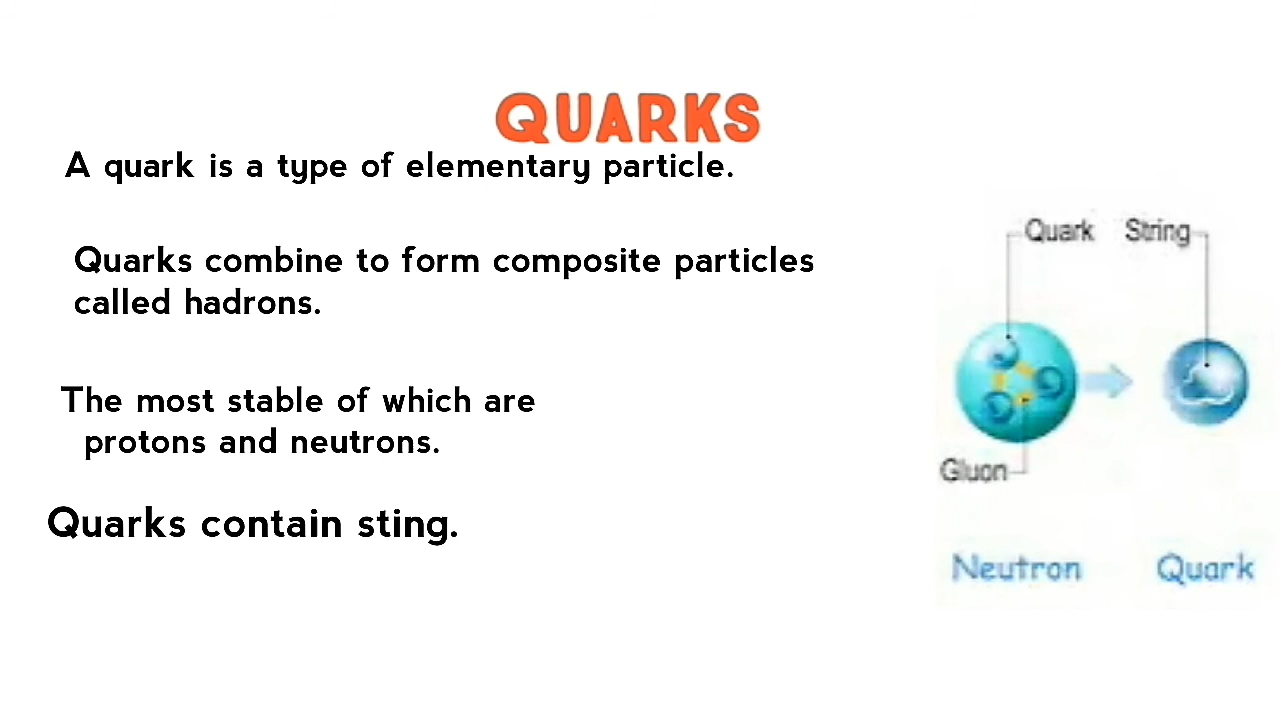 QUARKS
A quark is a type of elementary particle.
Quarks combine to form composite particles
called hadrons.
The most stable of which are
protons and neutrons.
Quarks contain sting.
Quark String
Gluon
Neutron Quark